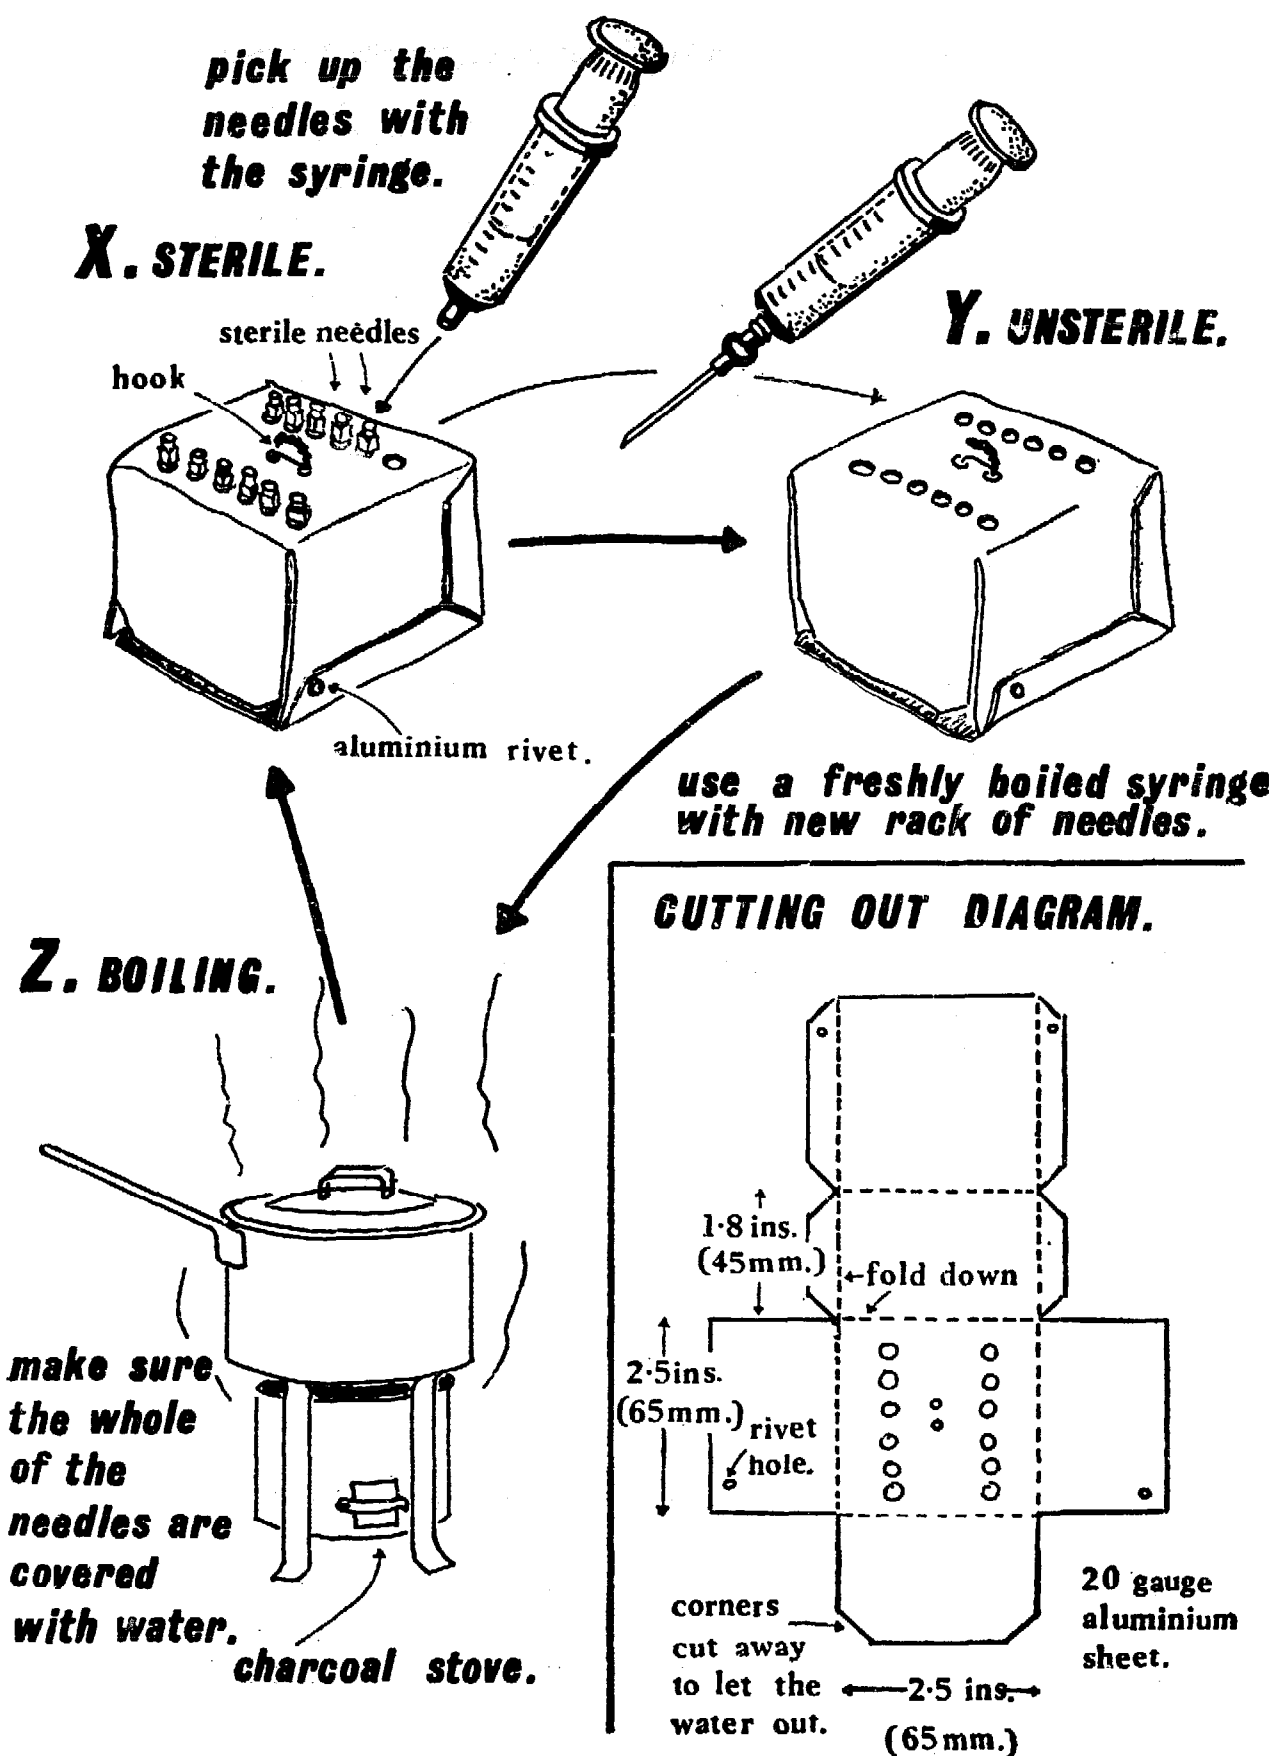 pick up the
needles with
the syringe.
X. STERILE.
sterile needles
hook
Y. UNSTERILE.
aluminium rivet.
use a freshly boiled syringe
with new rack of needles.
Z. BOILING.
make sure
the whole
of the
needles are
covered
with water.
charcoal stove.
CUTTING OUT DIAGRAM.
1·8 ins.
(45mm.)
fold down
2·5ins.
(65mm.)
rivet
hole.
corners
cut away
to let the
water out.
2·5 ins.
(65mm.)
20 gauge
aluminium
sheet.